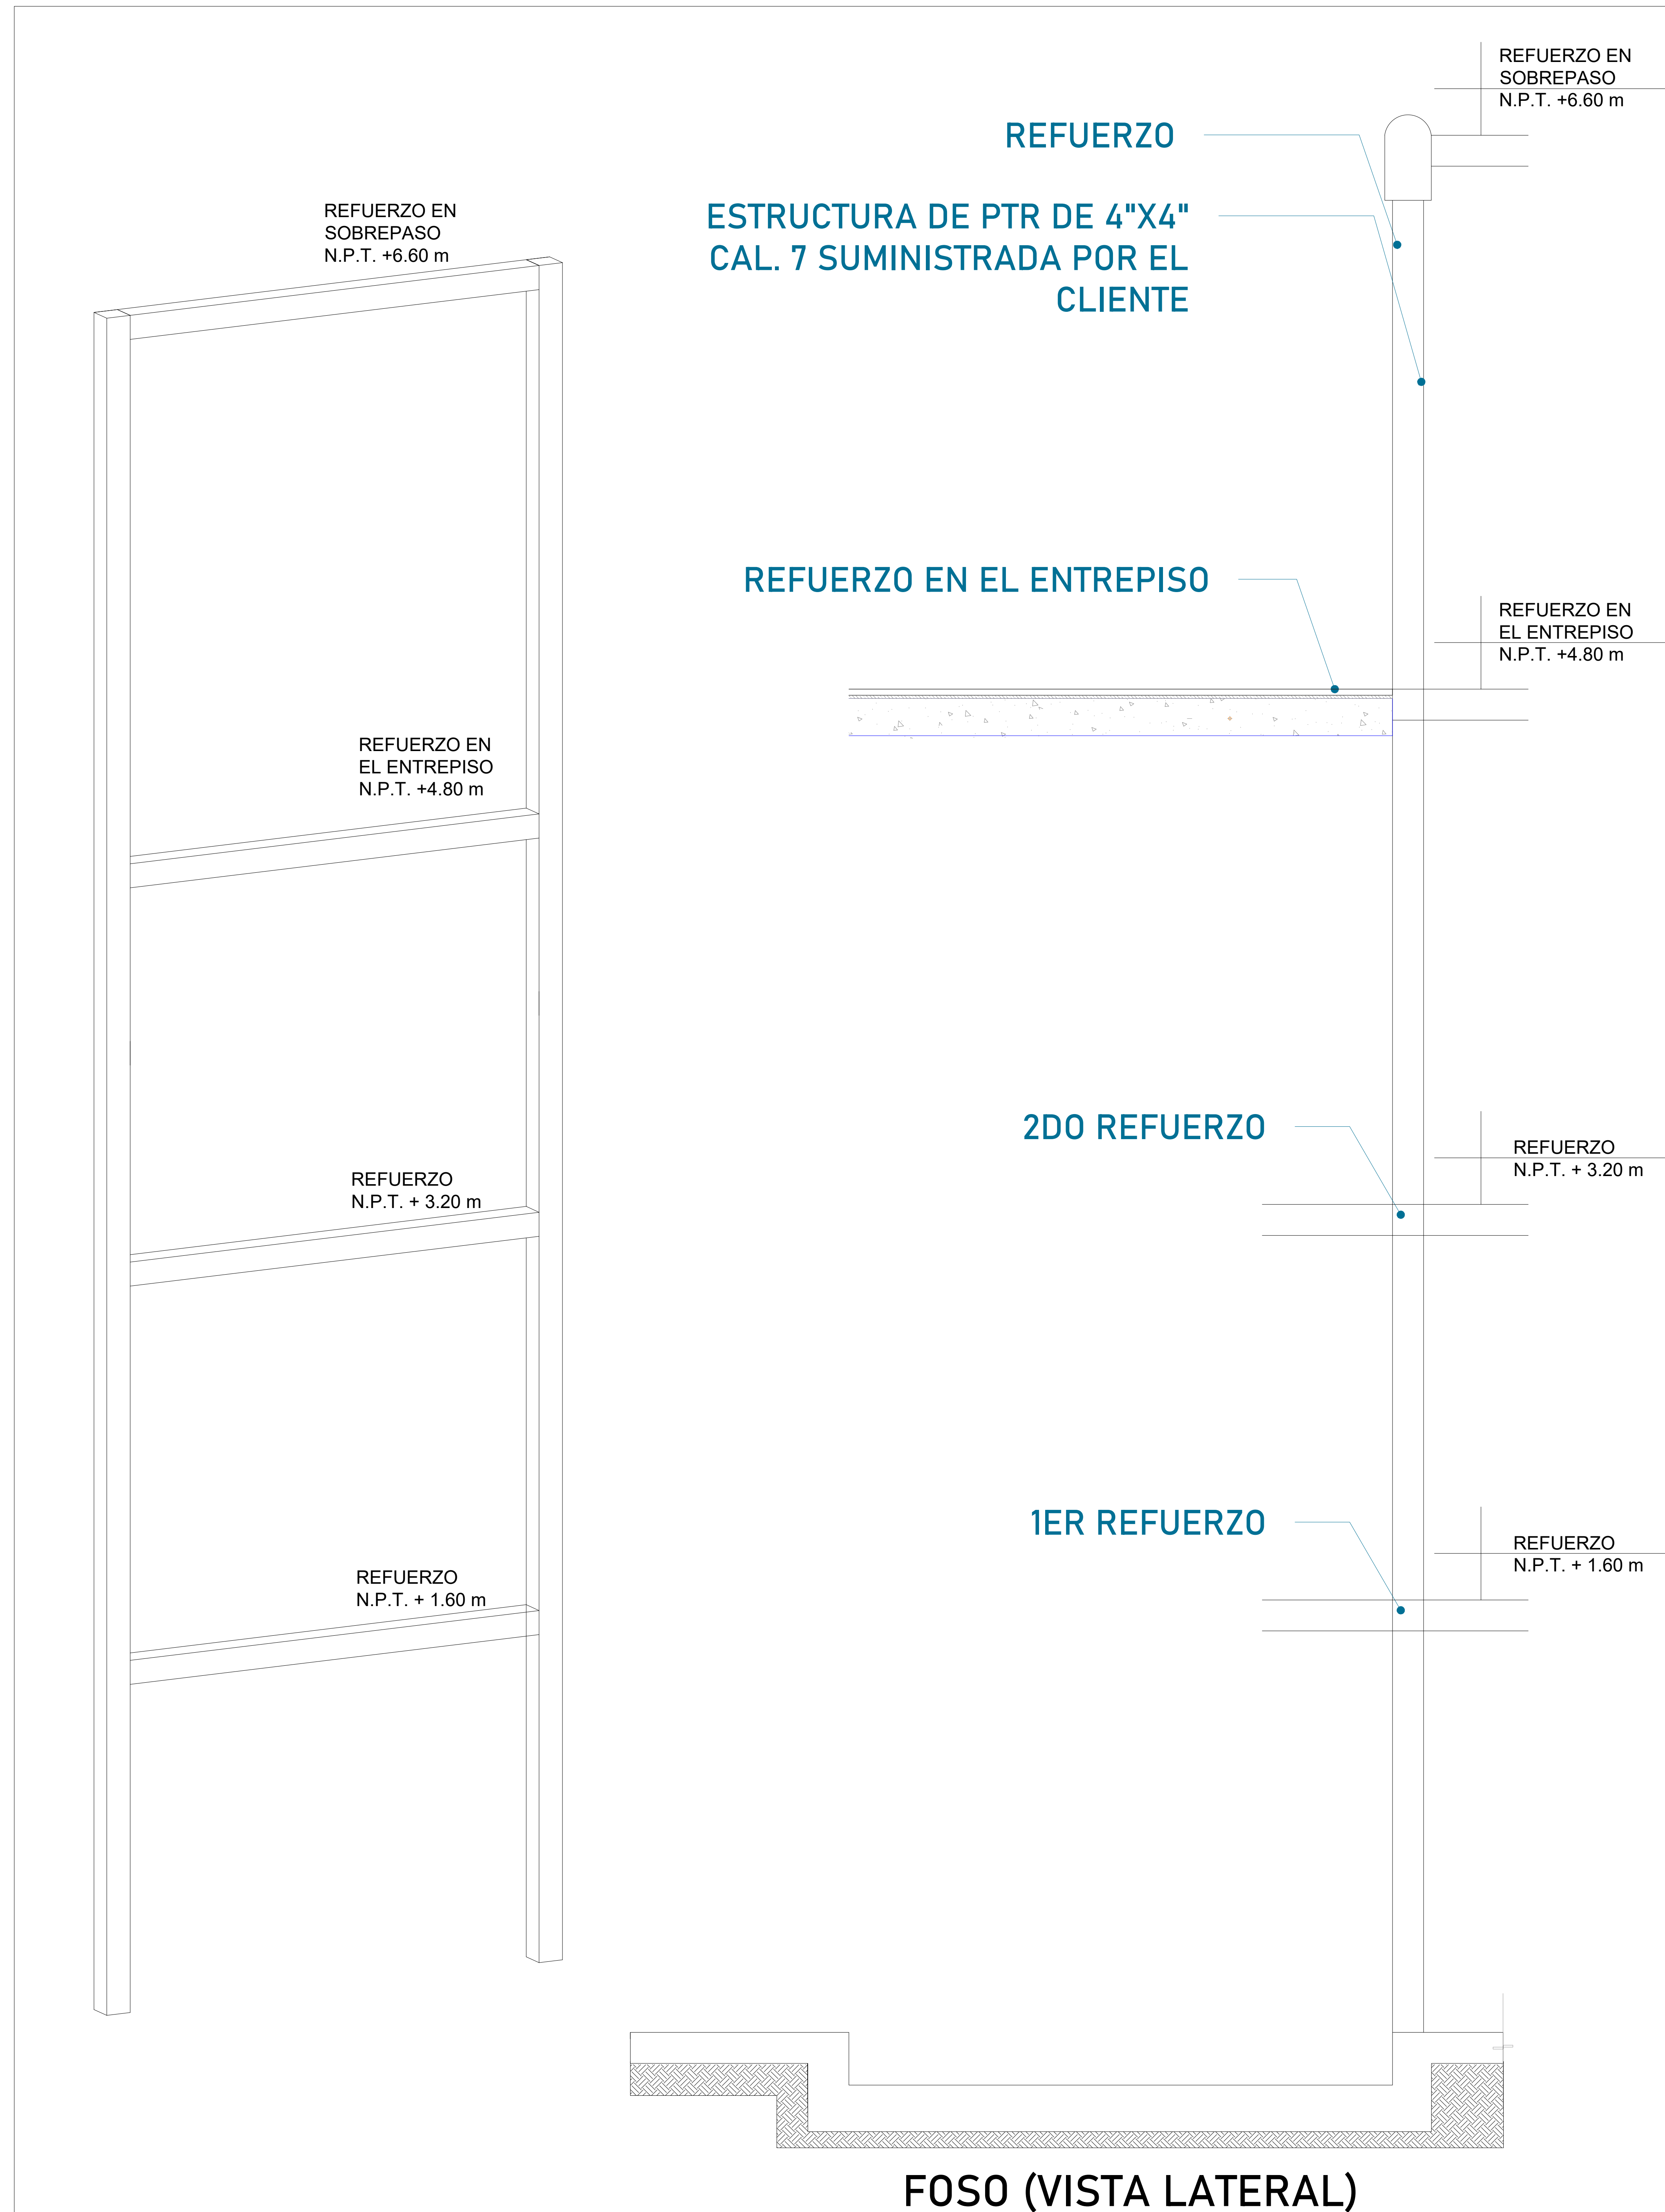 REFUERZO EN
SOBREPASO
N.P.T. +6.60 m
REFUERZO EN
EL ENTREPISO
N.P.T. +4.80 m
REFUERZO
N.P.T. + 3.20 m
REFUERZO
N.P.T. + 1.60 m
REFUERZO
ESTRUCTURA DE PTR DE 4"X4"
CAL. 7 SUMINISTRADA POR EL
CLIENTE
REFUERZO EN EL ENTREPISO
2DO REFUERZO
1ER REFUERZO
REFUERZO EN
SOBREPASO
N.P.T. +6.60 m
REFUERZO EN
EL ENTREPISO
N.P.T. +4.80 m
REFUERZO
N.P.T. + 3.20 m
REFUERZO
N.P.T. + 1.60 m
FOSO (VISTA LATERAL)